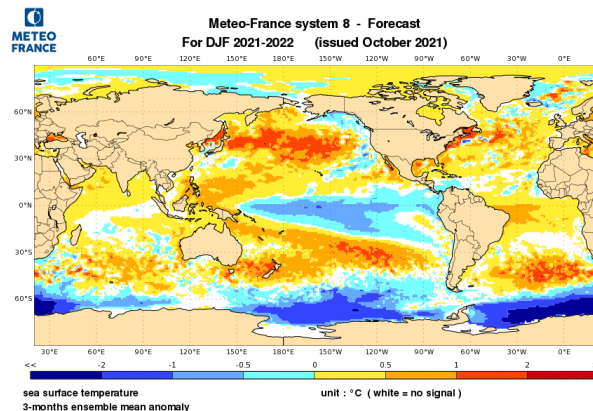 METEO
FRANCE
Meteo-France system 8 - Forecast
For DJF 2021-2022 (issued October 2021)
60°E 90°E 120°E 150°E 180°E 150°W 120°W 90°W 60°W 30°W 0°E
60°N
30°N
0°N
30°S
60°S
30°E 60°E 90°E 120°E 150°E 180°E 150°W 120°W 90°W 60°W 30°W 0°E
<< -2 -1 -0.5 0 0.5 1 2
sea surface temperature unit : °C ( white = no signal )
3-months ensemble mean anomaly